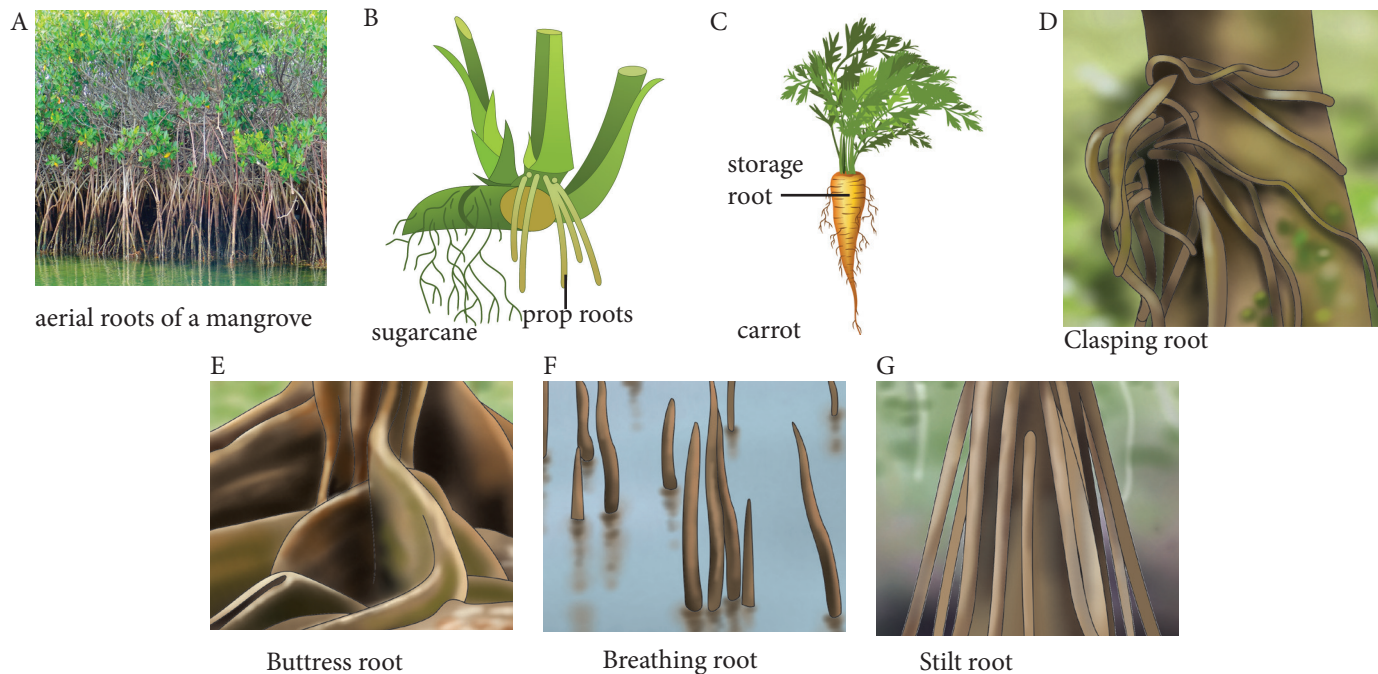 A
B
C
D
storage
root
aerial roots of a mangrove
sugarcane
prop roots
carrot
Clasping root
E
F
G
Buttress root
Breathing root
Stilt root